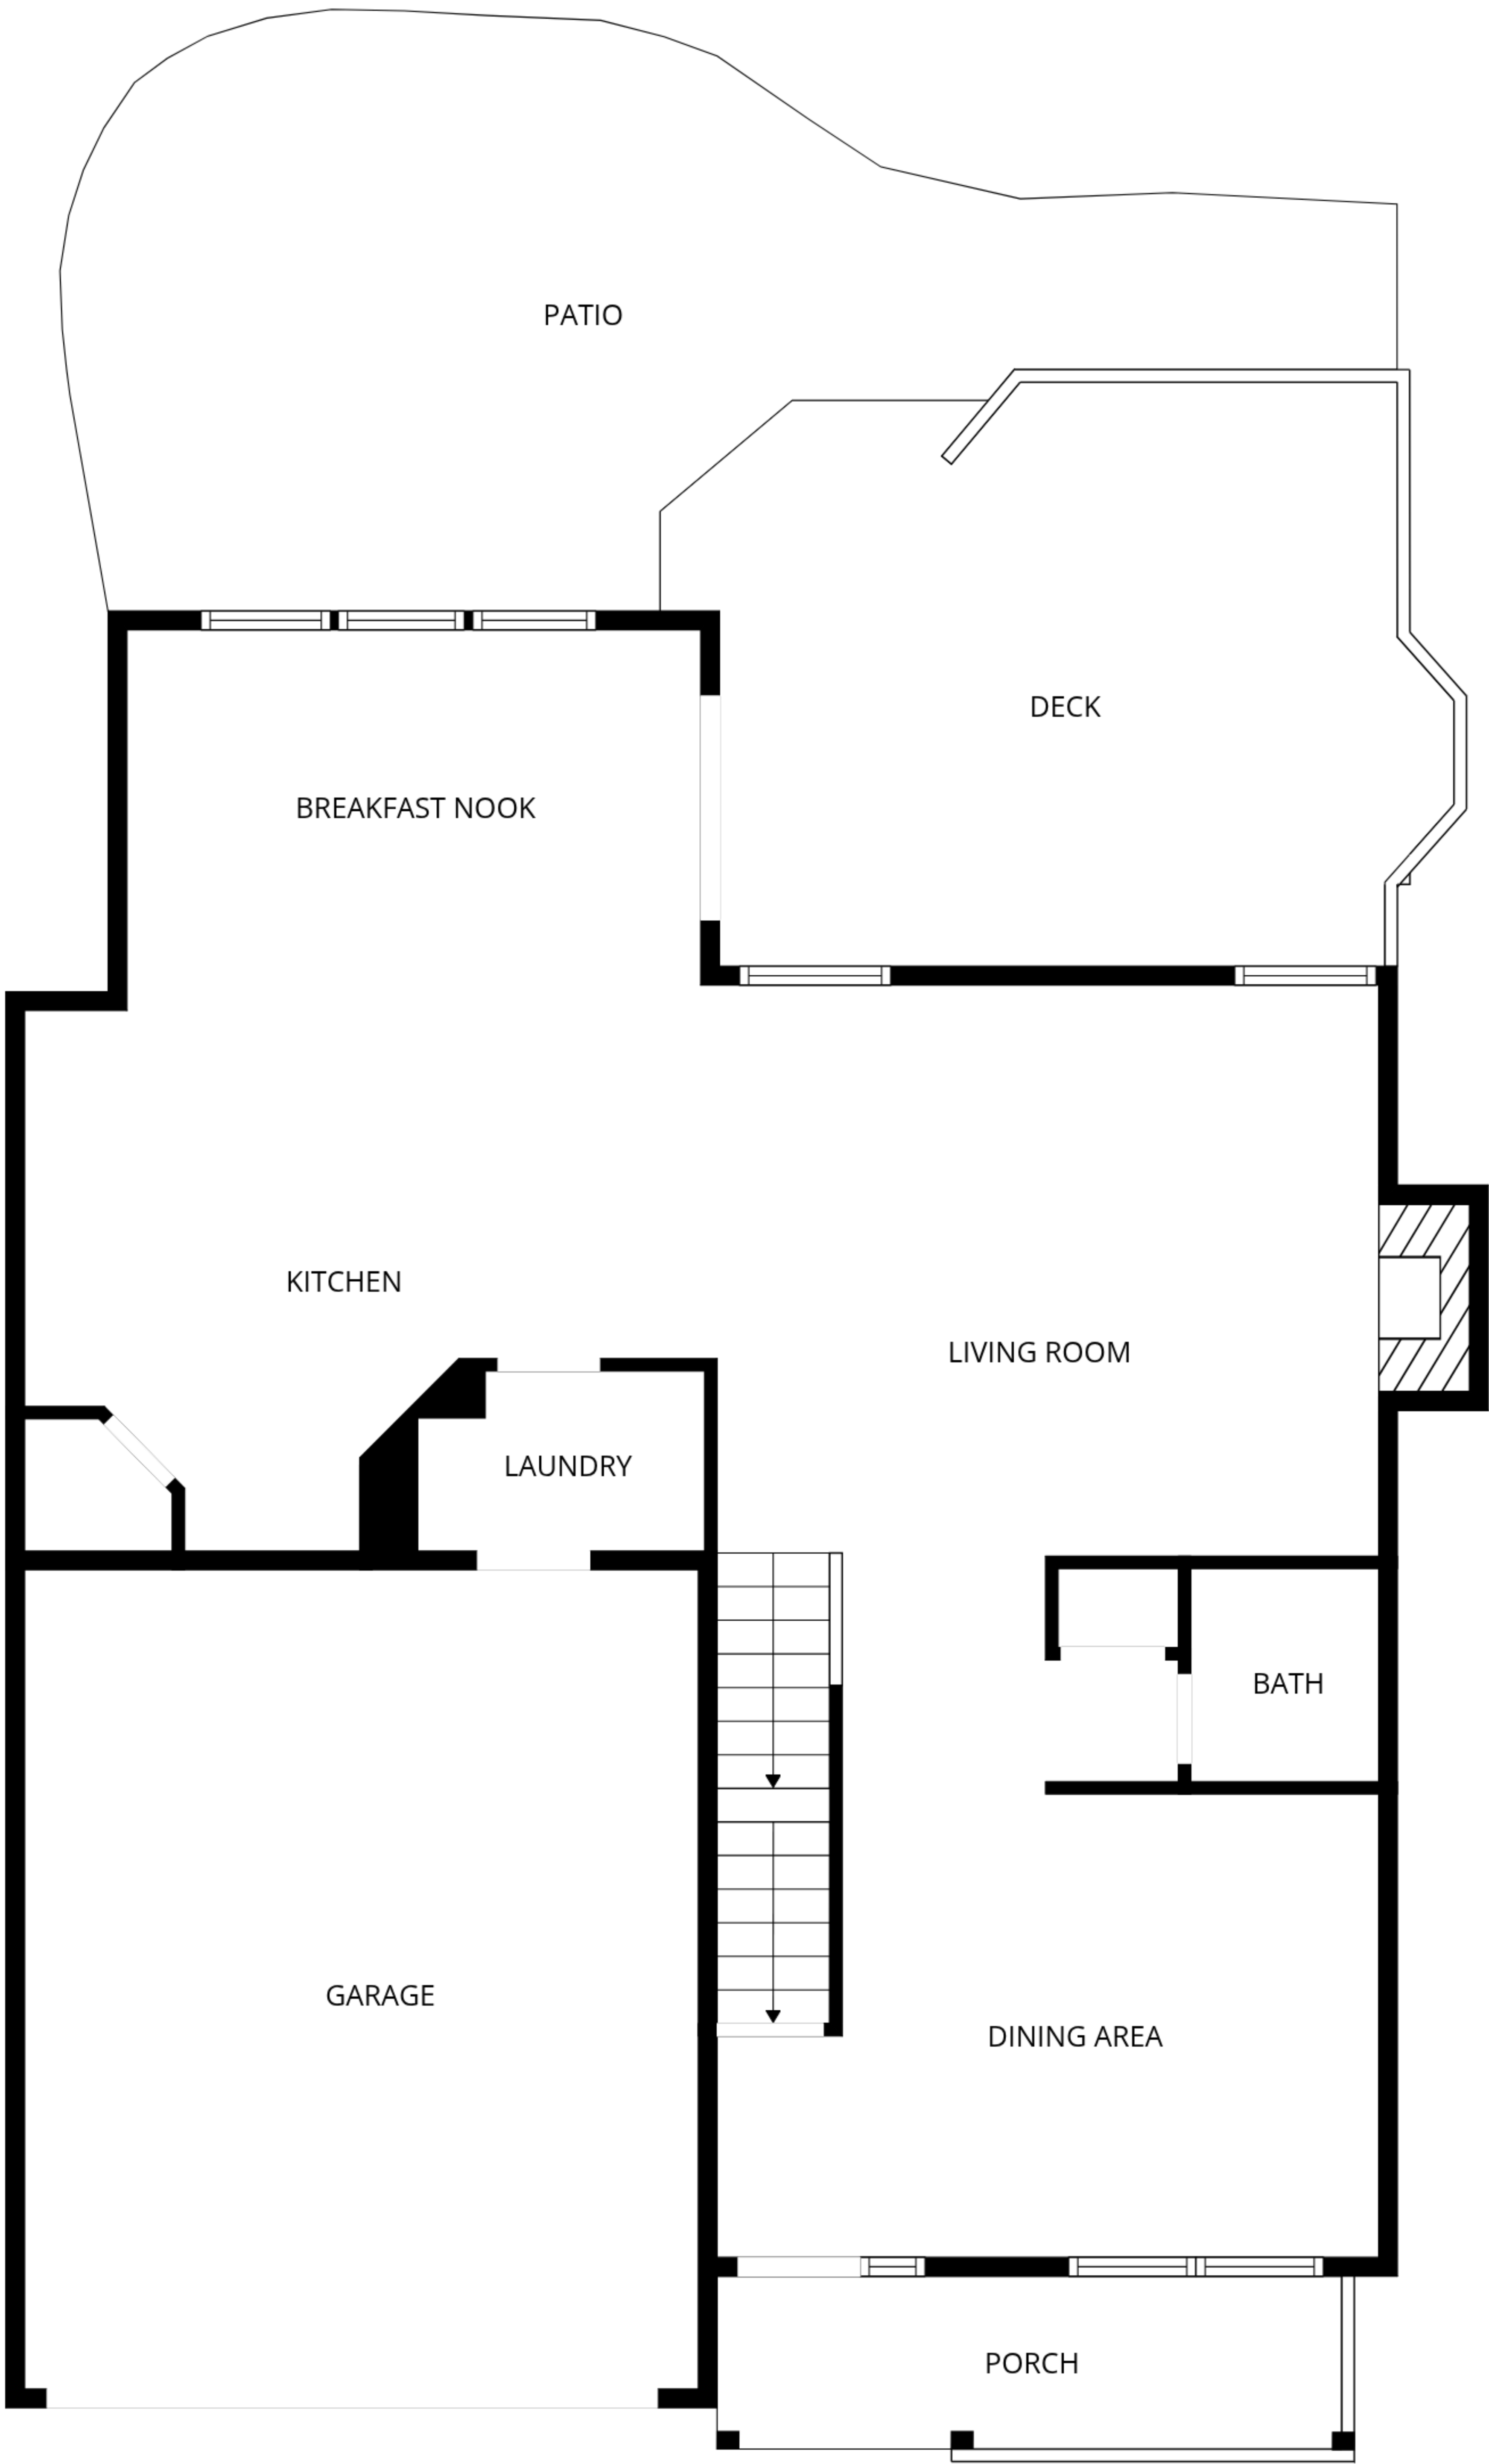 PATIO
DECK
BREAKFAST NOOK
KITCHEN
LIVING ROOM
LAUNDRY
BATH
GARAGE
DINING AREA
PORCH